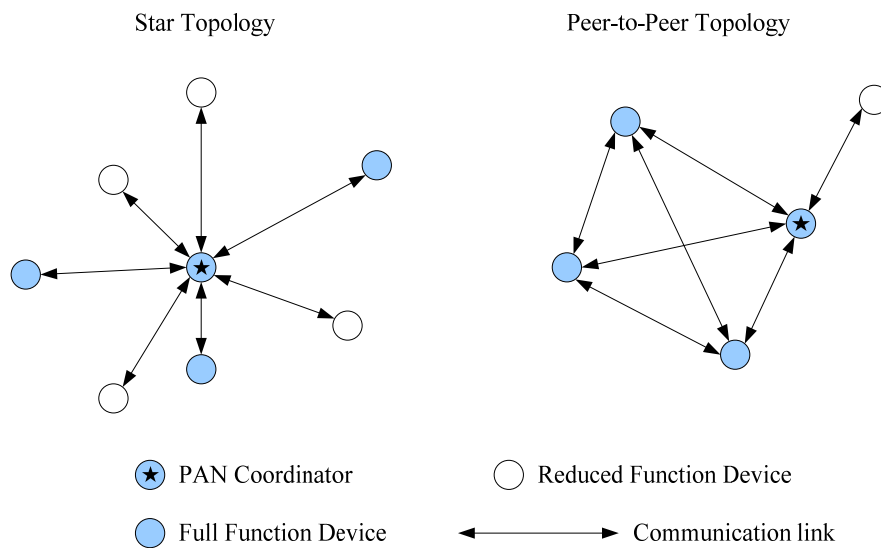 Star Topology
Peer-to-Peer Topology
PAN Coordinator
Reduced Function Device
Full Function Device
Communication link